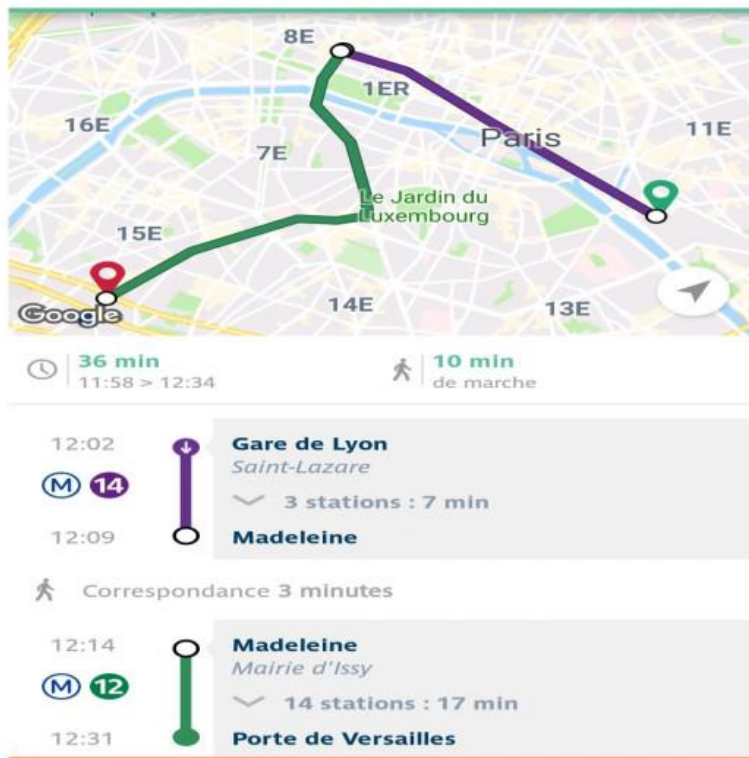 8E
1ER
16E
Paris
11E
7E
Le Jardin du
Luxembourg
15E
14E
13E
Google
36 min
11:58 > 12:34
10 min
de marche
12:02
Gare de Lyon
Saint-Lazare
M 14
3 stations : 7 min
12:09
Madeleine
Correspondance 3 minutes
12:14
Madeleine
Mairie d'Issy
M 12
14 stations : 17 min
12:31
Porte de Versailles